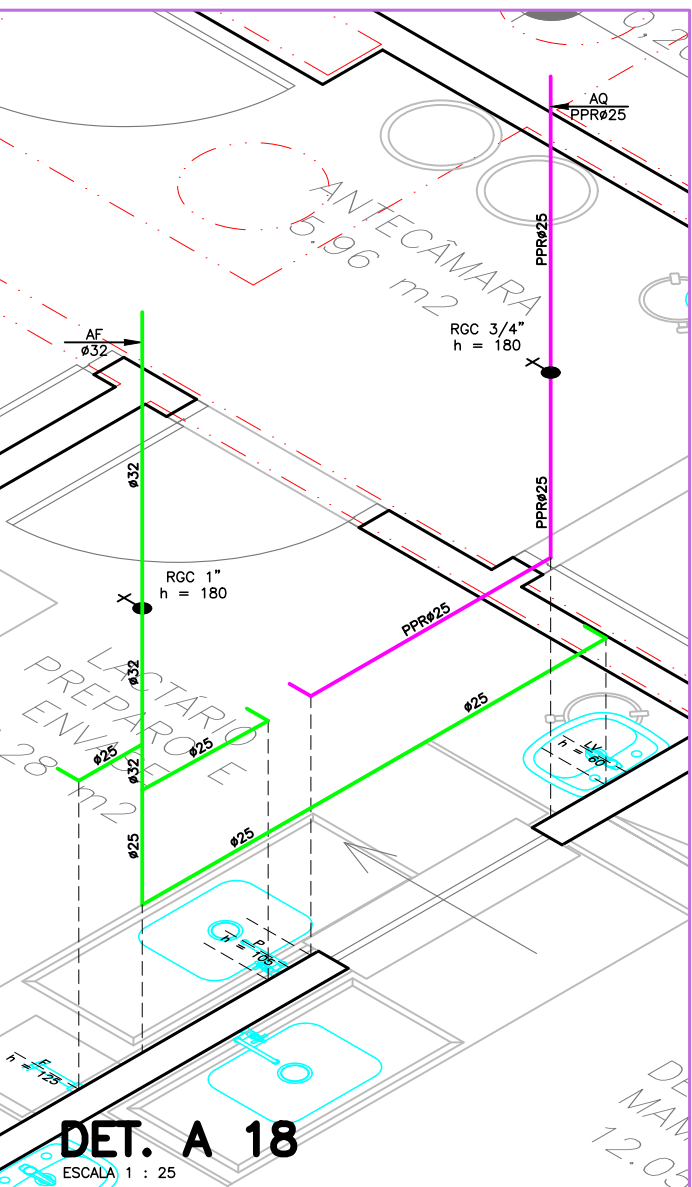 0,20
AQ
PPRø25
ANTECÂMARA
5.96 m2
PPRø25
RGC 3/4”
h = 180
AF
ø32
ø32
PPRø25
RGC 1”
h = 180
PPRø25
LACTÁRIO
PREPARO E
ENVASE
28 m2
ø32
ø25
ø25
ø25
LV
h = 60
ø32
ø25
ø25
P
h = 105
E
h = 125
DE
MAM
12.05
DET. A 18
ESCALA 1 : 25